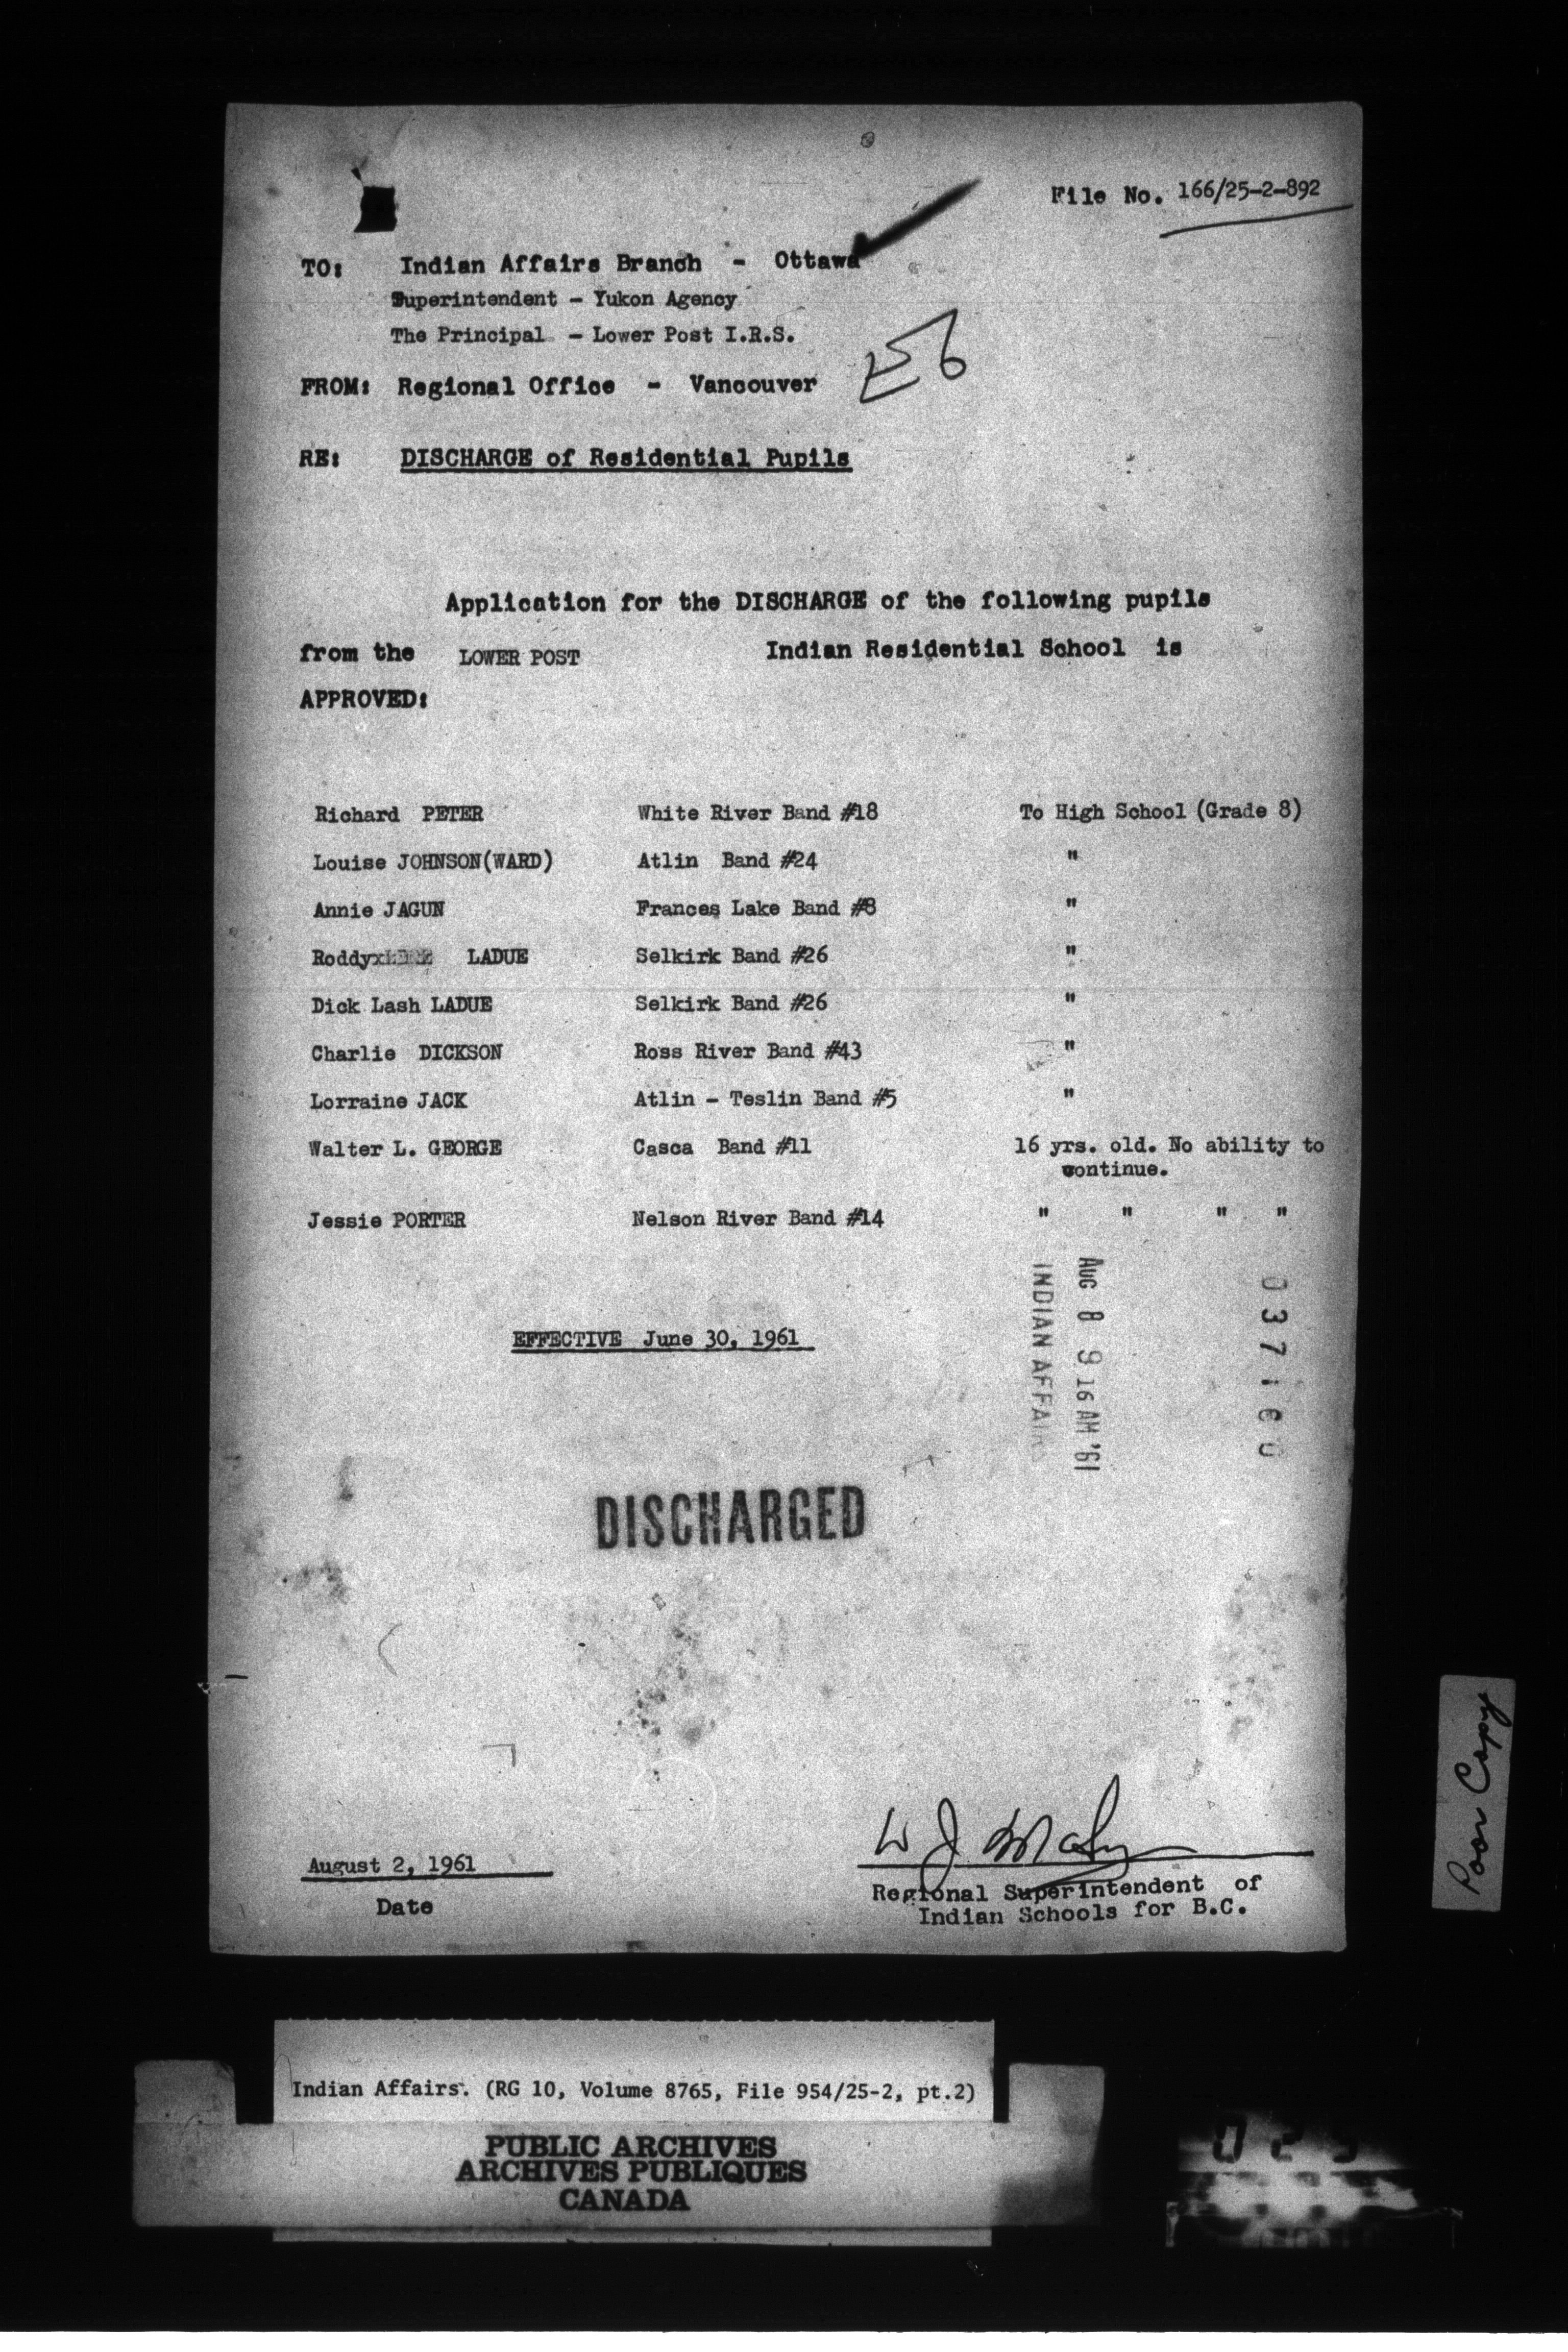 File No. 166/25-2-892
TO: Indian Affairs Branch - Ottawa
Superintendent - Yukon Agency
The Principal - Lower Post I.R.S.
E6
FROM: Regional Office - Vancouver
RE: DISCHARGE of Residential Pupils
Application for the DISCHARGE of the following pupils
from the LOWER POST Indian Residential School is
APPROVED:
Richard PETER White River Band #18 To High School (Grade 8)
Louise JOHNSON(WARD) Atlin Band #24 "
Annie JAGUN Frances Lake Band #8 "
Roddy LADUE Selkirk Band #26 "
Dick Lash LADUE Selkirk Band #26 "
Charlie DICKSON Ross River Band #43 "
Lorraine JACK Atlin - Teslin Band #5 "
Walter L. GEORGE Casca Band #11 16 yrs. old. No ability to
continue.
Jessie PORTER Nelson River Band #14 " " " "
AUG 8 9 16 AM '61
INDIAN AFFAI
EFFECTIVE June 30, 1961
DISCHARGED
August 2, 1961
Date
Regional Superintendent of
Indian Schools for B.C.
Poor Copy
Indian Affairs. (RG 10, Volume 8765, File 954/25-2, pt.2)
PUBLIC ARCHIVES
ARCHIVES PUBLIQUES
CANADA